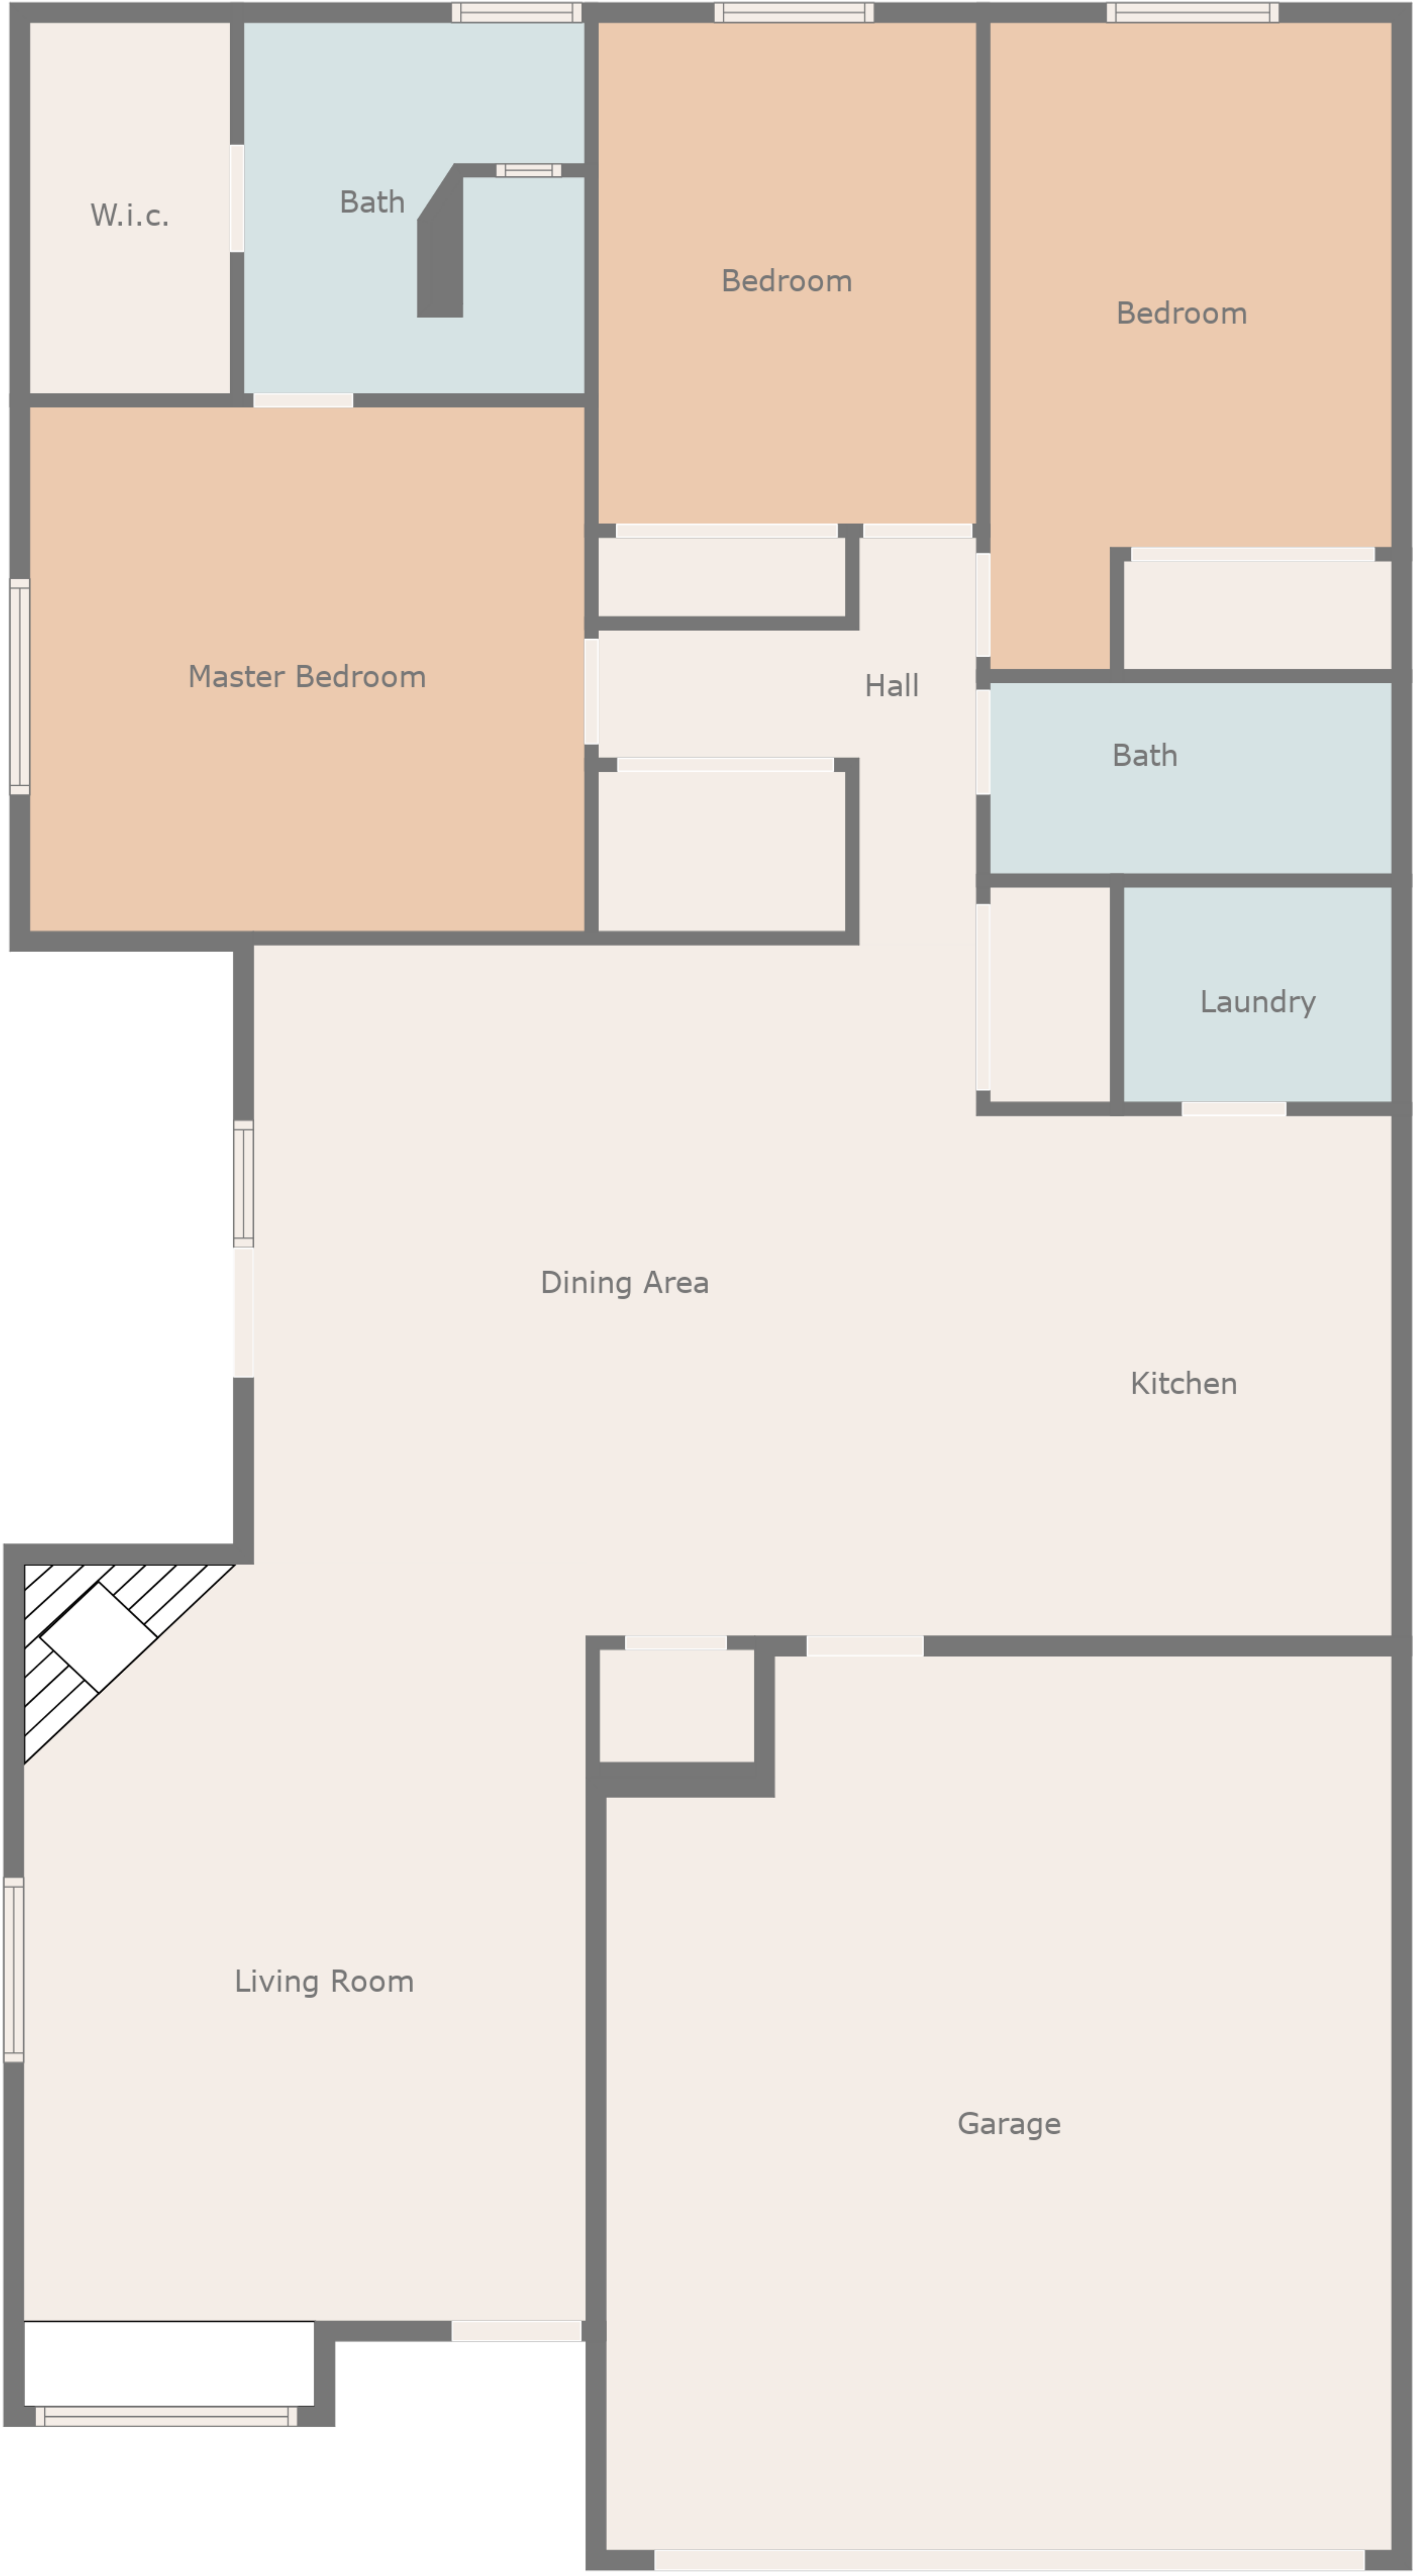 W.i.c.
Bath
Bedroom
Bedroom
Master Bedroom
Hall
Bath
Laundry
Dining Area
Kitchen
Living Room
Garage